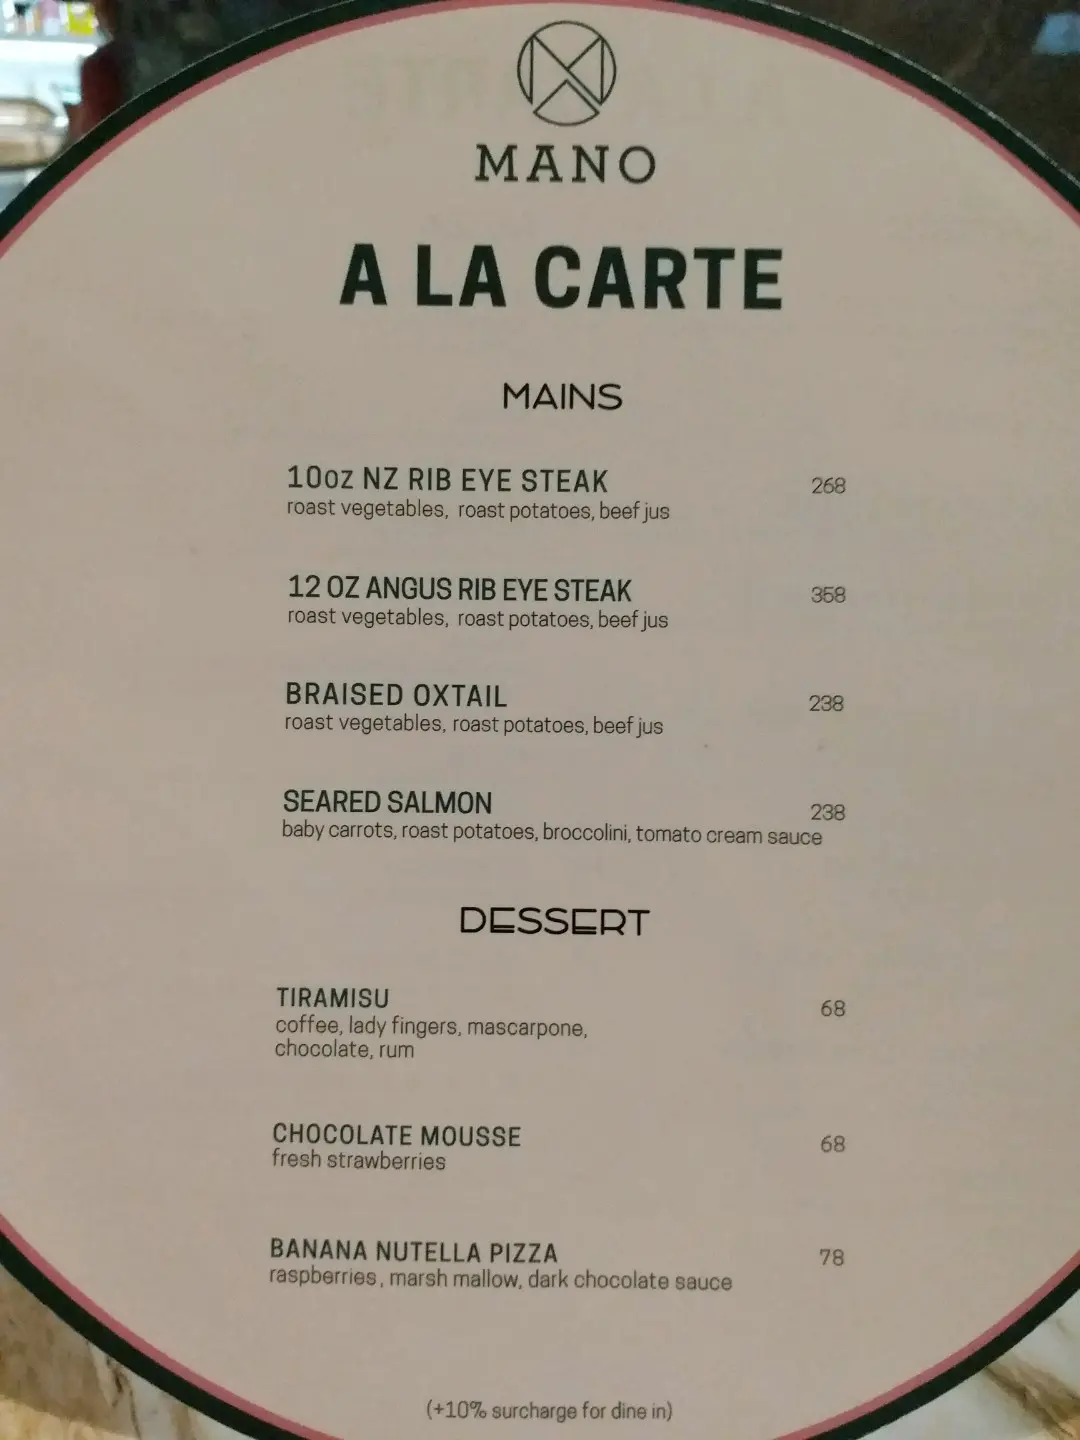 MANO
A LA CARTE
MAINS
10oz NZ RIB EYE STEAK 268
roast vegetables, roast potatoes, beef jus
12 OZ ANGUS RIB EYE STEAK 358
roast vegetables, roast potatoes, beef jus
BRAISED OXTAIL 238
roast vegetables, roast potatoes, beef jus
SEARED SALMON 238
baby carrots, roast potatoes, broccolini, tomato cream sauce
DESSERT
TIRAMISU 68
coffee, lady fingers, mascarpone,
chocolate, rum
CHOCOLATE MOUSSE 68
fresh strawberries
BANANA NUTELLA PIZZA 78
raspberries, marsh mallow, dark chocolate sauce
(+10% surcharge for dine in)